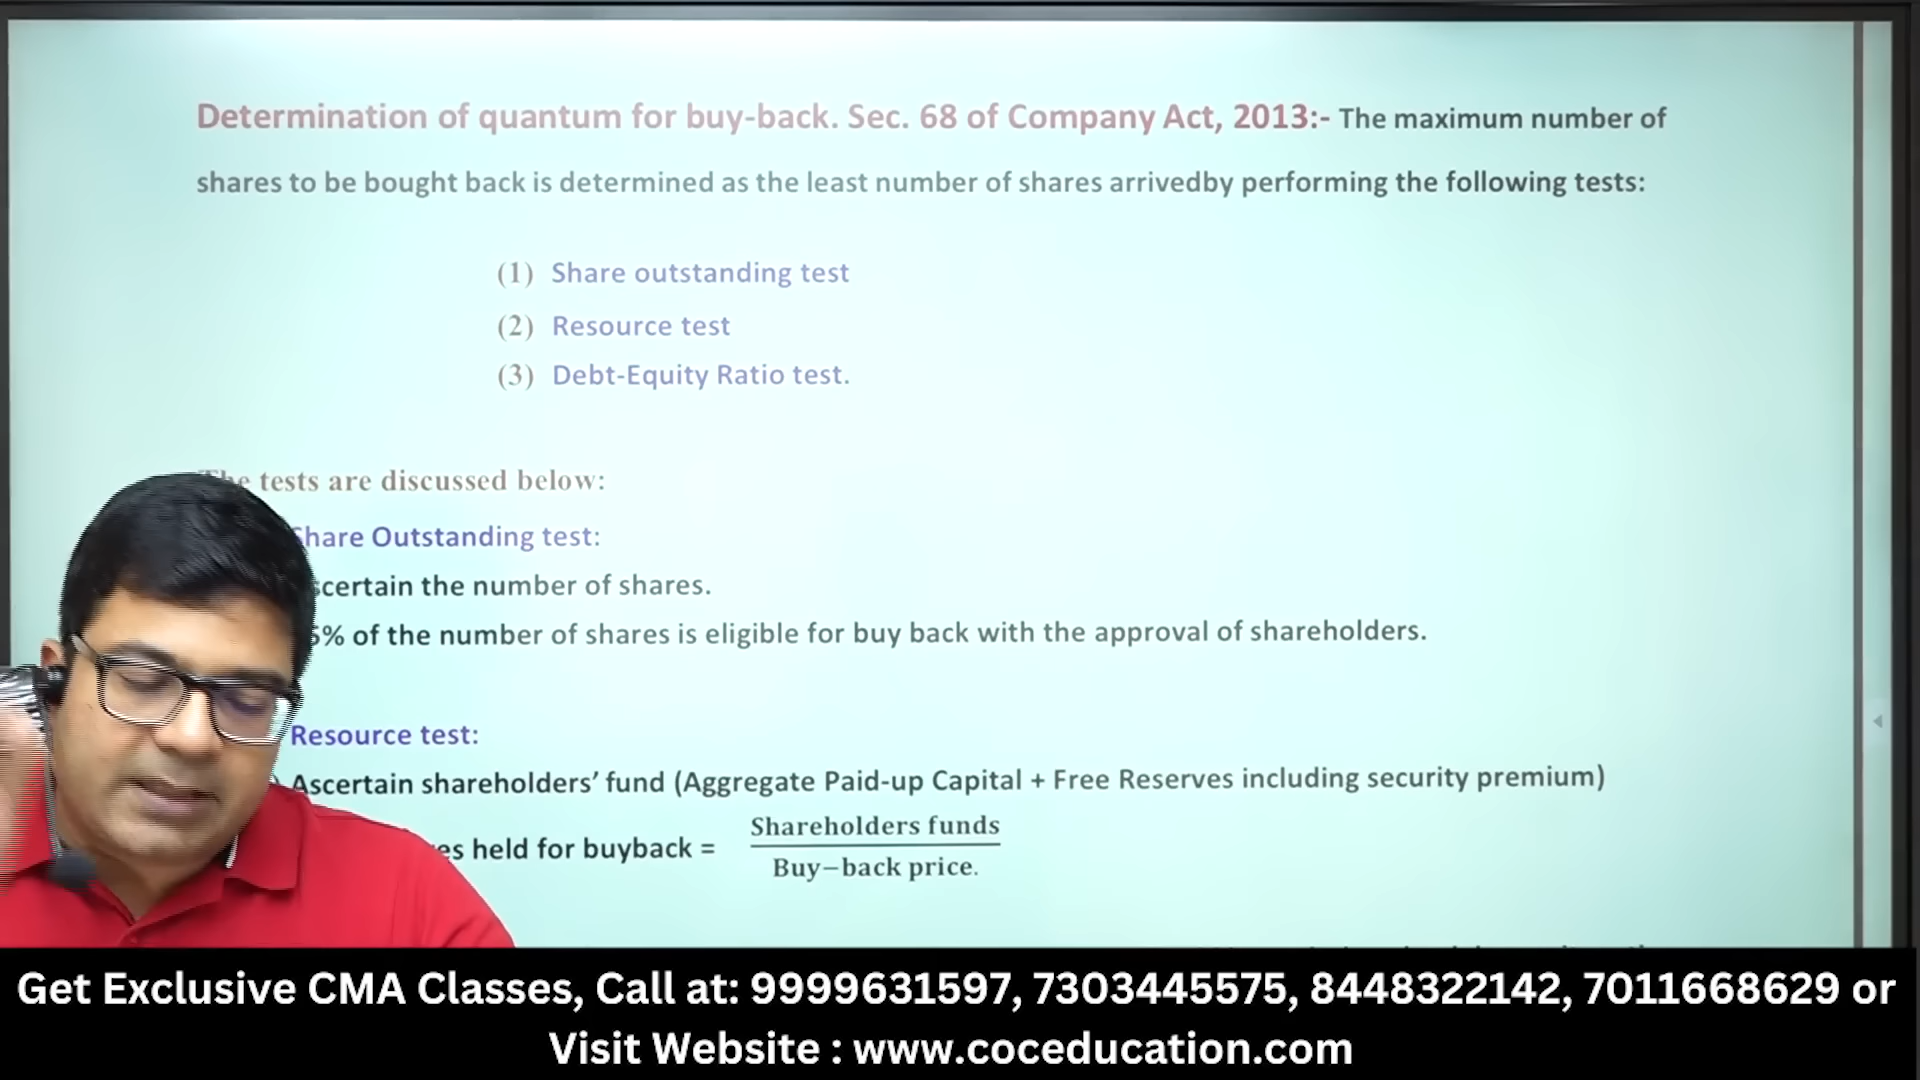 Determination of quantum for buy-back. Sec. 68 of Company Act, 2013:- The maximum number of
shares to be bought back is determined as the least number of shares arrivedby performing the following tests:
(1) Share outstanding test
(2) Resource test
(3) Debt-Equity Ratio test.
tests are discussed below:
Share Outstanding test:
certain the number of shares.
5% of the number of shares is eligible for buy back with the approval of shareholders.
Resource test:
Ascertain shareholders’ fund (Aggregate Paid-up Capital + Free Reserves including security premium)
es held for buyback = Shareholders funds
Buy−back price.
Get Exclusive CMA Classes, Call at: 9999631597, 7303445575, 8448322142, 7011668629 or
Visit Website : www.coceducation.com